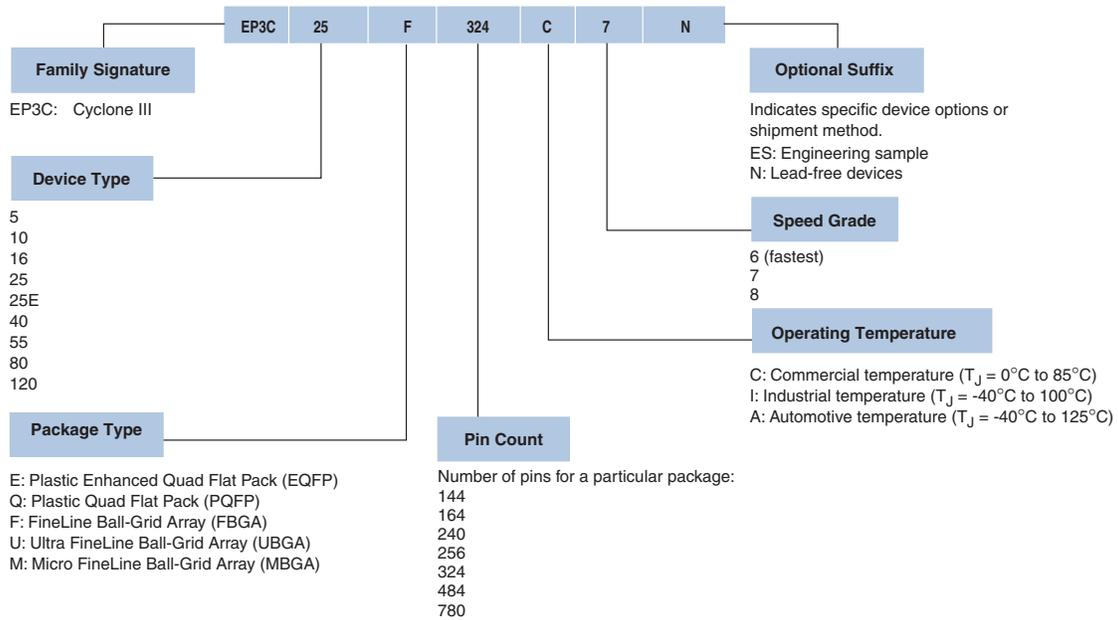 EP3C 25 F 324 C 7 N
Family Signature
EP3C: Cyclone III
Device Type
5
10
16
25
25E
40
55
80
120
Package Type
E: Plastic Enhanced Quad Flat Pack (EQFP)
Q: Plastic Quad Flat Pack (PQFP)
F: FineLine Ball-Grid Array (FBGA)
U: Ultra FineLine Ball-Grid Array (UBGA)
M: Micro FineLine Ball-Grid Array (MBGA)
Pin Count
Number of pins for a particular package:
144
164
240
256
324
484
780
Optional Suffix
Indicates specific device options or
shipment method.
ES: Engineering sample
N: Lead-free devices
Speed Grade
6 (fastest)
7
8
Operating Temperature
C: Commercial temperature (TJ = 0°C to 85°C)
I: Industrial temperature (TJ = -40°C to 100°C)
A: Automotive temperature (TJ = -40°C to 125°C)